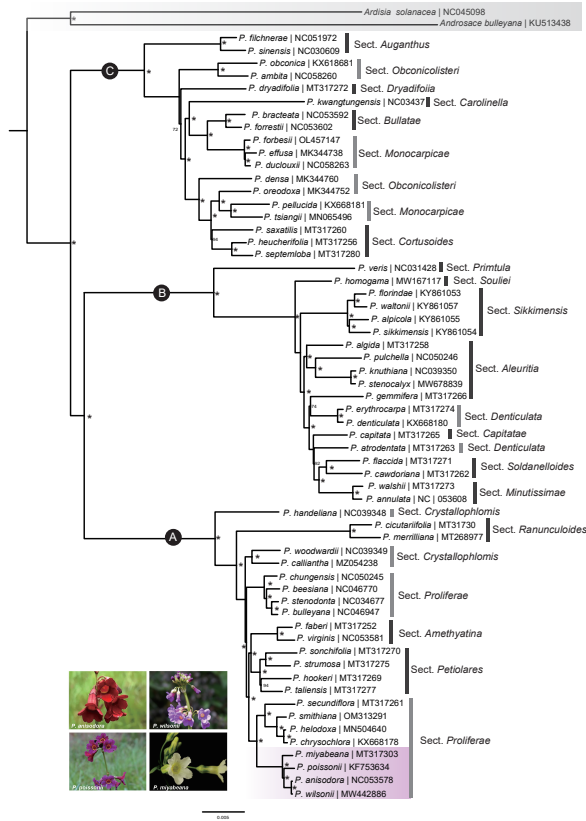 Ardisia solanacea | NC045098
Androsace bulleyana | KU513438
P. filchnerae | NC051972
P. sinensis | NC030609
Sect. Auganthus
P. obconica | KX618681
P. ambita | NC058260
Sect. Obconicolisteri
P. dryadifolia | MT317272
Sect. Dryadifolia
P. kwangtungensis | NC03437
Sect. Carolinella
P. bracteata | NC053592
P. forrestii | NC053602
Sect. Bullatae
P. forbesii | OL457147
P. effusa | MK344738
P. duclouxii | NC058263
Sect. Monocarpicae
P. densa | MK344760
P. oreodoxa | MK344752
Sect. Obconicolisteri
P. pellucida | KX668181
P. tsiangii | MN065496
Sect. Monocarpicae
P. saxatilis | MT317260
P. heucherifolia | MT317256
P. septemloba | MT317280
Sect. Cortusoides
C
72
P. veris | NC031428
Sect. Primtula
P. homogama | MW167117
Sect. Souliei
P. florindae | KY861053
P. waltonii | KY861057
P. alpicola | KY861055
P. sikkimensis | KY861054
Sect. Sikkimensis
P. algida | MT317258
P. pulchella | NC050246
P. knuthiana | NC039350
P. stenocalyx | MW678839
P. gemmifera | MT317266
Sect. Aleuritia
P. erythrocarpa | MT317274
P. denticulata | KX668180
Sect. Denticulata
P. capitata | MT317265
Sect. Capitatae
P. atrodentata | MT317263
Sect. Denticulata
P. flaccida | MT317271
P. cawdoriana | MT317262
Sect. Soldanelloides
P. walshii | MT317273
P. annulata | NC | 053608
Sect. Minutissimae
B
74
P. handeliana | NC039348
Sect. Crystallophlomis
P. cicutariifolia | MT31730
P. merrilliana | MT268977
Sect. Ranunculoides
P. woodwardii | NC039349
P. calliantha | MZ054238
Sect. Crystallophlomis
P. chungensis | NC050245
P. beesiana | NC046770
P. stenodonta | NC034677
P. bulleyana | NC046947
Sect. Proliferae
P. faberi | MT317252
P. virginis | NC053581
Sect. Amethyatina
P. sonchifolia | MT317270
P. strumosa | MT317275
P. hookeri | MT317269
P. taliensis | MT317277
Sect. Petiolares
P. secundiflora | MT317261
P. smithiana | OM313291
P. helodoxa | MN504640
P. chrysochlora | KX668178
P. miyabeana | MT317303
P. poissonii | KF753634
P. anisodora | NC053578
P. wilsonii | MW442886
Sect. Proliferae
A
94
P. anisodora
P. wilsonii
P. poissonii
P. miyabeana